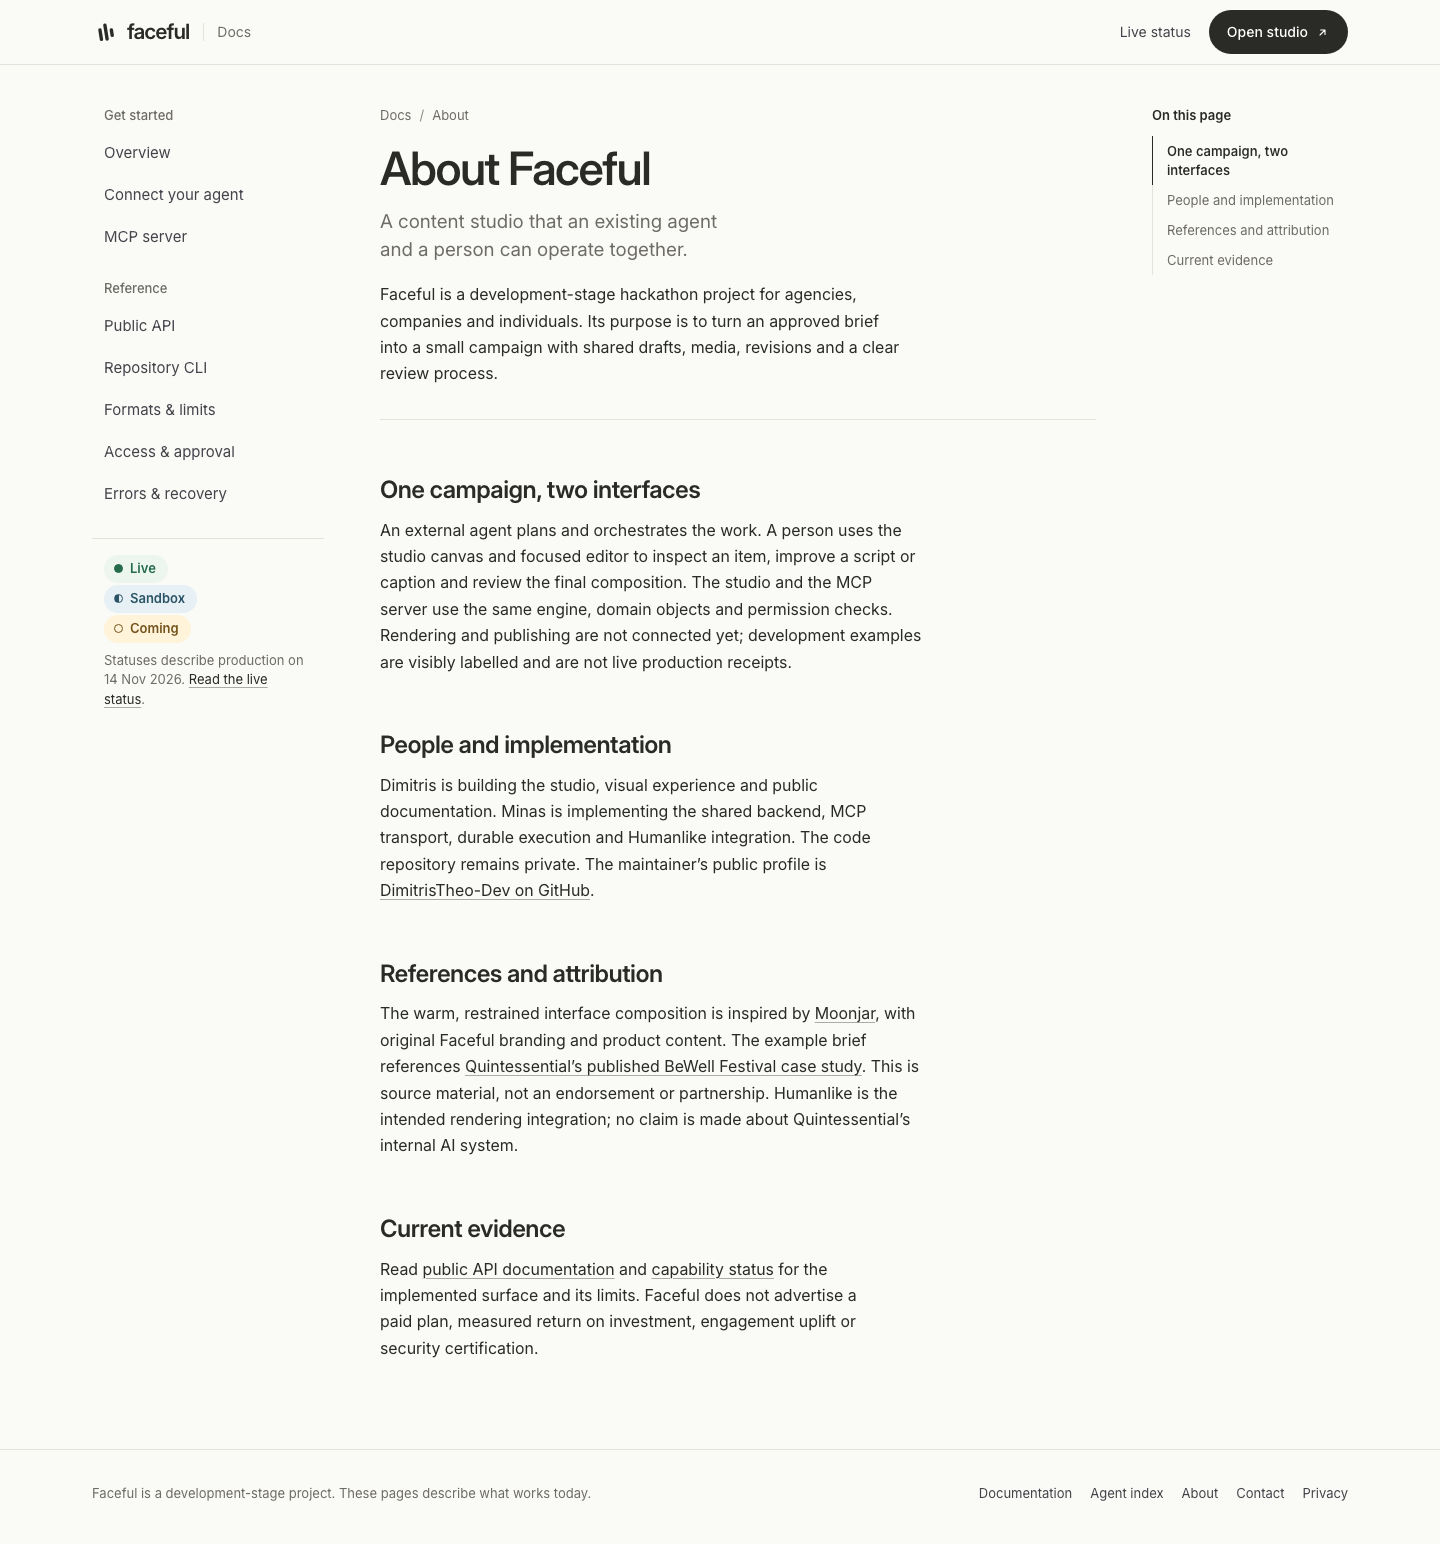 faceful
Docs
Live status
Open studio
Get started
Overview
Connect your agent
MCP server
Reference
Public API
Repository CLI
Formats & limits
Access & approval
Errors & recovery
Live
Sandbox
Coming
Statuses describe production on
14 Nov 2026. Read the live
status.
Docs / About
About Faceful
A content studio that an existing agent
and a person can operate together.
Faceful is a development-stage hackathon project for agencies,
companies and individuals. Its purpose is to turn an approved brief
into a small campaign with shared drafts, media, revisions and a clear
review process.
One campaign, two interfaces
An external agent plans and orchestrates the work. A person uses the
studio canvas and focused editor to inspect an item, improve a script or
caption and review the final composition. The studio and the MCP
server use the same engine, domain objects and permission checks.
Rendering and publishing are not connected yet; development examples
are visibly labelled and are not live production receipts.
People and implementation
Dimitris is building the studio, visual experience and public
documentation. Minas is implementing the shared backend, MCP
transport, durable execution and Humanlike integration. The code
repository remains private. The maintainer’s public profile is
DimitrisTheo-Dev on GitHub.
References and attribution
The warm, restrained interface composition is inspired by Moonjar, with
original Faceful branding and product content. The example brief
references Quintessential’s published BeWell Festival case study. This is
source material, not an endorsement or partnership. Humanlike is the
intended rendering integration; no claim is made about Quintessential’s
internal AI system.
Current evidence
Read public API documentation and capability status for the
implemented surface and its limits. Faceful does not advertise a
paid plan, measured return on investment, engagement uplift or
security certification.
On this page
One campaign, two
interfaces
People and implementation
References and attribution
Current evidence
Faceful is a development-stage project. These pages describe what works today.
Documentation
Agent index
About
Contact
Privacy